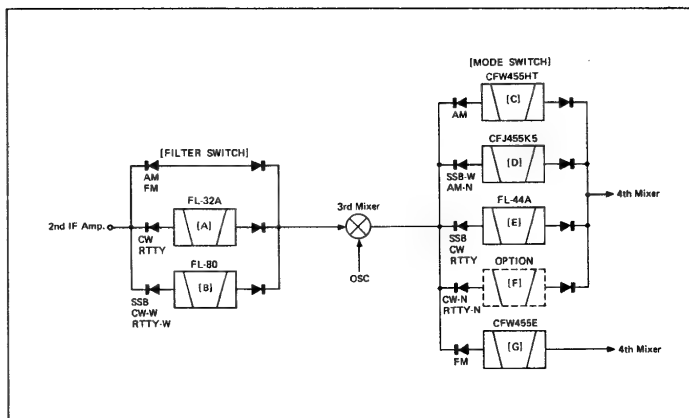 [MODE SWITCH]
CFW455HT
[C]
AM
[FILTER SWITCH]
AM
FM
CFJ455K5
[D]
SSB-W
AM-N
4th Mixer
FL-32A
3rd Mixer
2nd IF Amp.
[A]
CW
RTTY
FL-44A
[E]
SSB
CW
RTTY
FL-80
OSC
OPTION
[B]
[F]
SSB
CW-W
RTTY-W
CW-N
RTTY-N
CFW455E
[G]
FM
4th Mixer